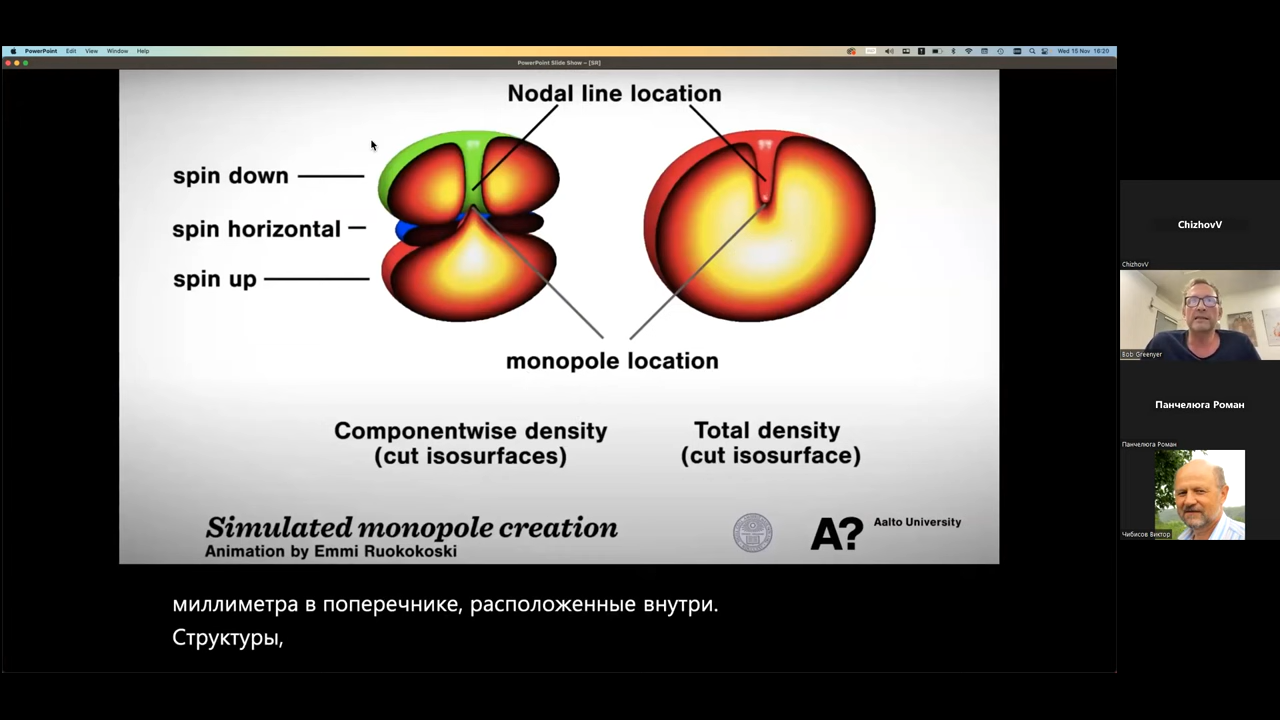 PowerPoint Edit View Window Help
Wed 15 Nov 16:20
PowerPoint Slide Show – [SR]
Nodal line location
spin down
spin horizontal
spin up
monopole location
Componentwise density
(cut isosurfaces)
Total density
(cut isosurface)
Simulated monopole creation
Animation by Emmi Ruokokoski
A?
Aalto University
миллиметра в поперечнике, расположенные внутри.
Структуры,
ChizhovV
ChizhovV
Bob Greenyer
Панчелюга Роман
Панчелюга Роман
Чибисов Виктор